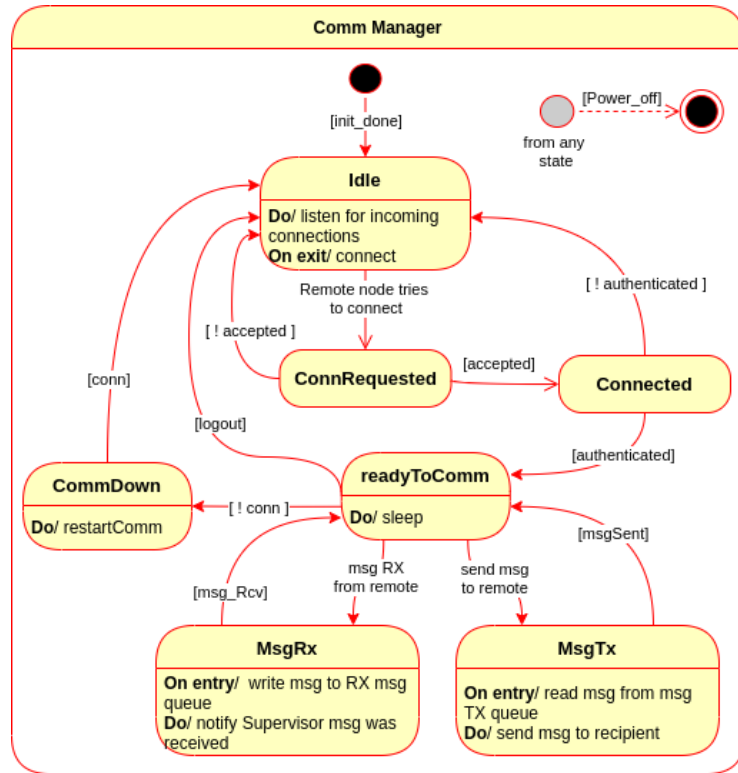 Comm Manager
[init_done]
[Power_off]
from any
state
Idle
Do/ listen for incoming
connections
On exit/ connect
Remote node tries
to connect
[ ! authenticated ]
[ ! accepted ]
ConnRequested
[accepted]
Connected
[conn]
[logout]
[authenticated]
CommDown
Do/ restartComm
[ ! conn ]
readyToComm
Do/ sleep
[msgSent]
[msg_Rcv]
msg RX
from remote
send msg
to remote
MsgRx
On entry/ write msg to RX msg
queue
Do/ notify Supervisor msg was
received
MsgTx
On entry/ read msg from msg
TX queue
Do/ send msg to recipient